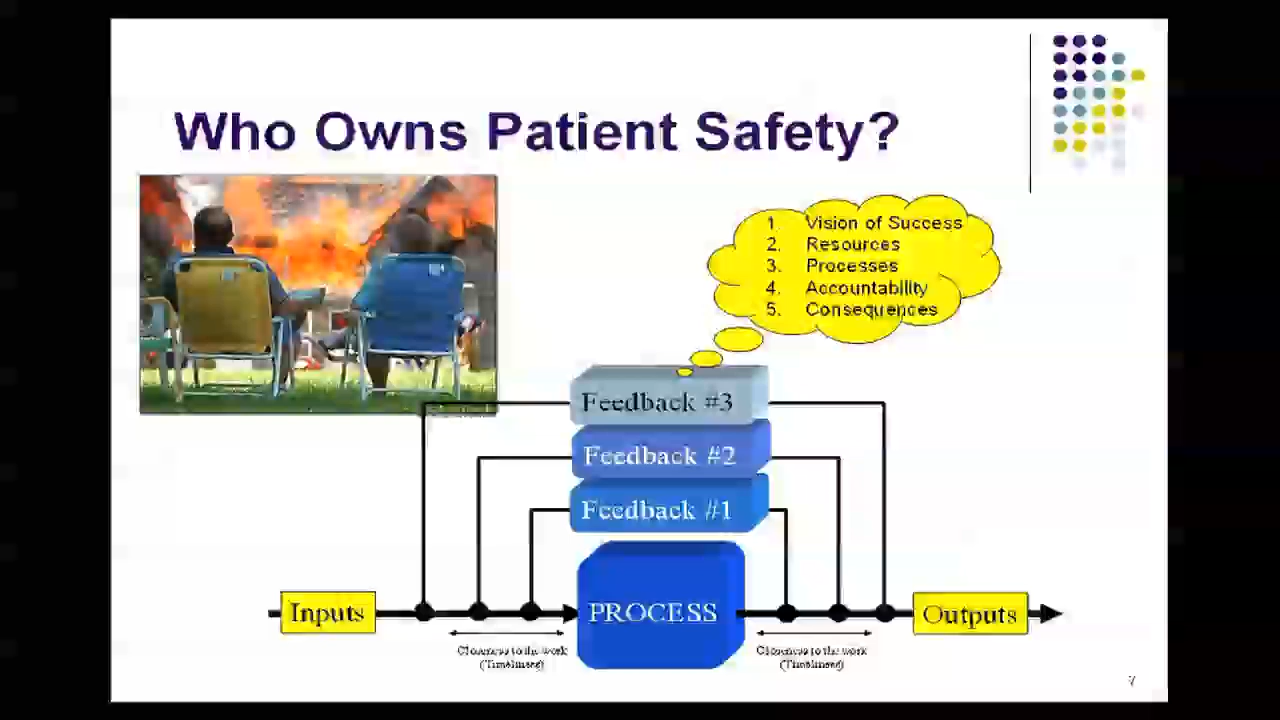 Who Owns Patient Safety?
1. Vision of Success
2. Resources
3. Processes
4. Accountability
5. Consequences
Feedback #3
Feedback #2
Feedback #1
Inputs
PROCESS
Outputs
Closeness to the work
(Timeliness)
Closeness to the work
(Timeliness)
7